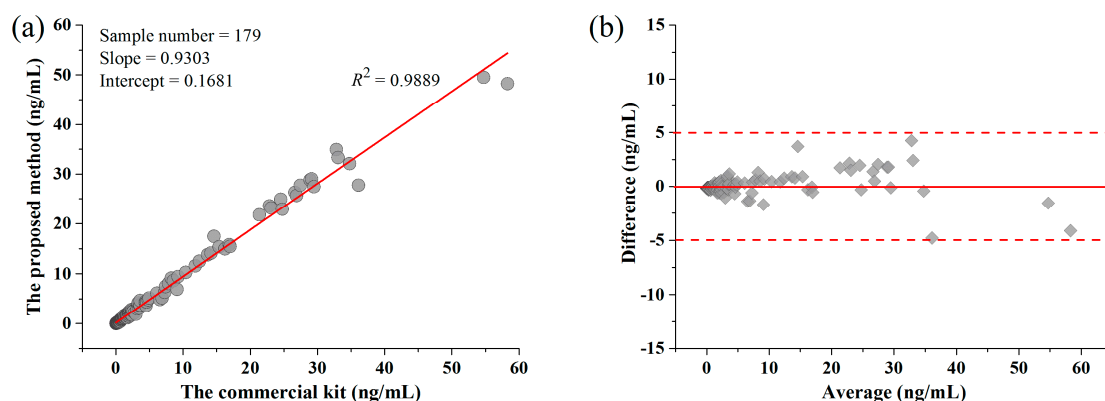 (a)
Sample number = 179
Slope = 0.9303
Intercept = 0.1681
R² = 0.9889
The proposed method (ng/mL)
60
50
40
30
20
10
0
0 10 20 30 40 50 60
The commercial kit (ng/mL)
(b)
Difference (ng/mL)
15
10
5
0
-5
-10
-15
0 10 20 30 40 50 60
Average (ng/mL)